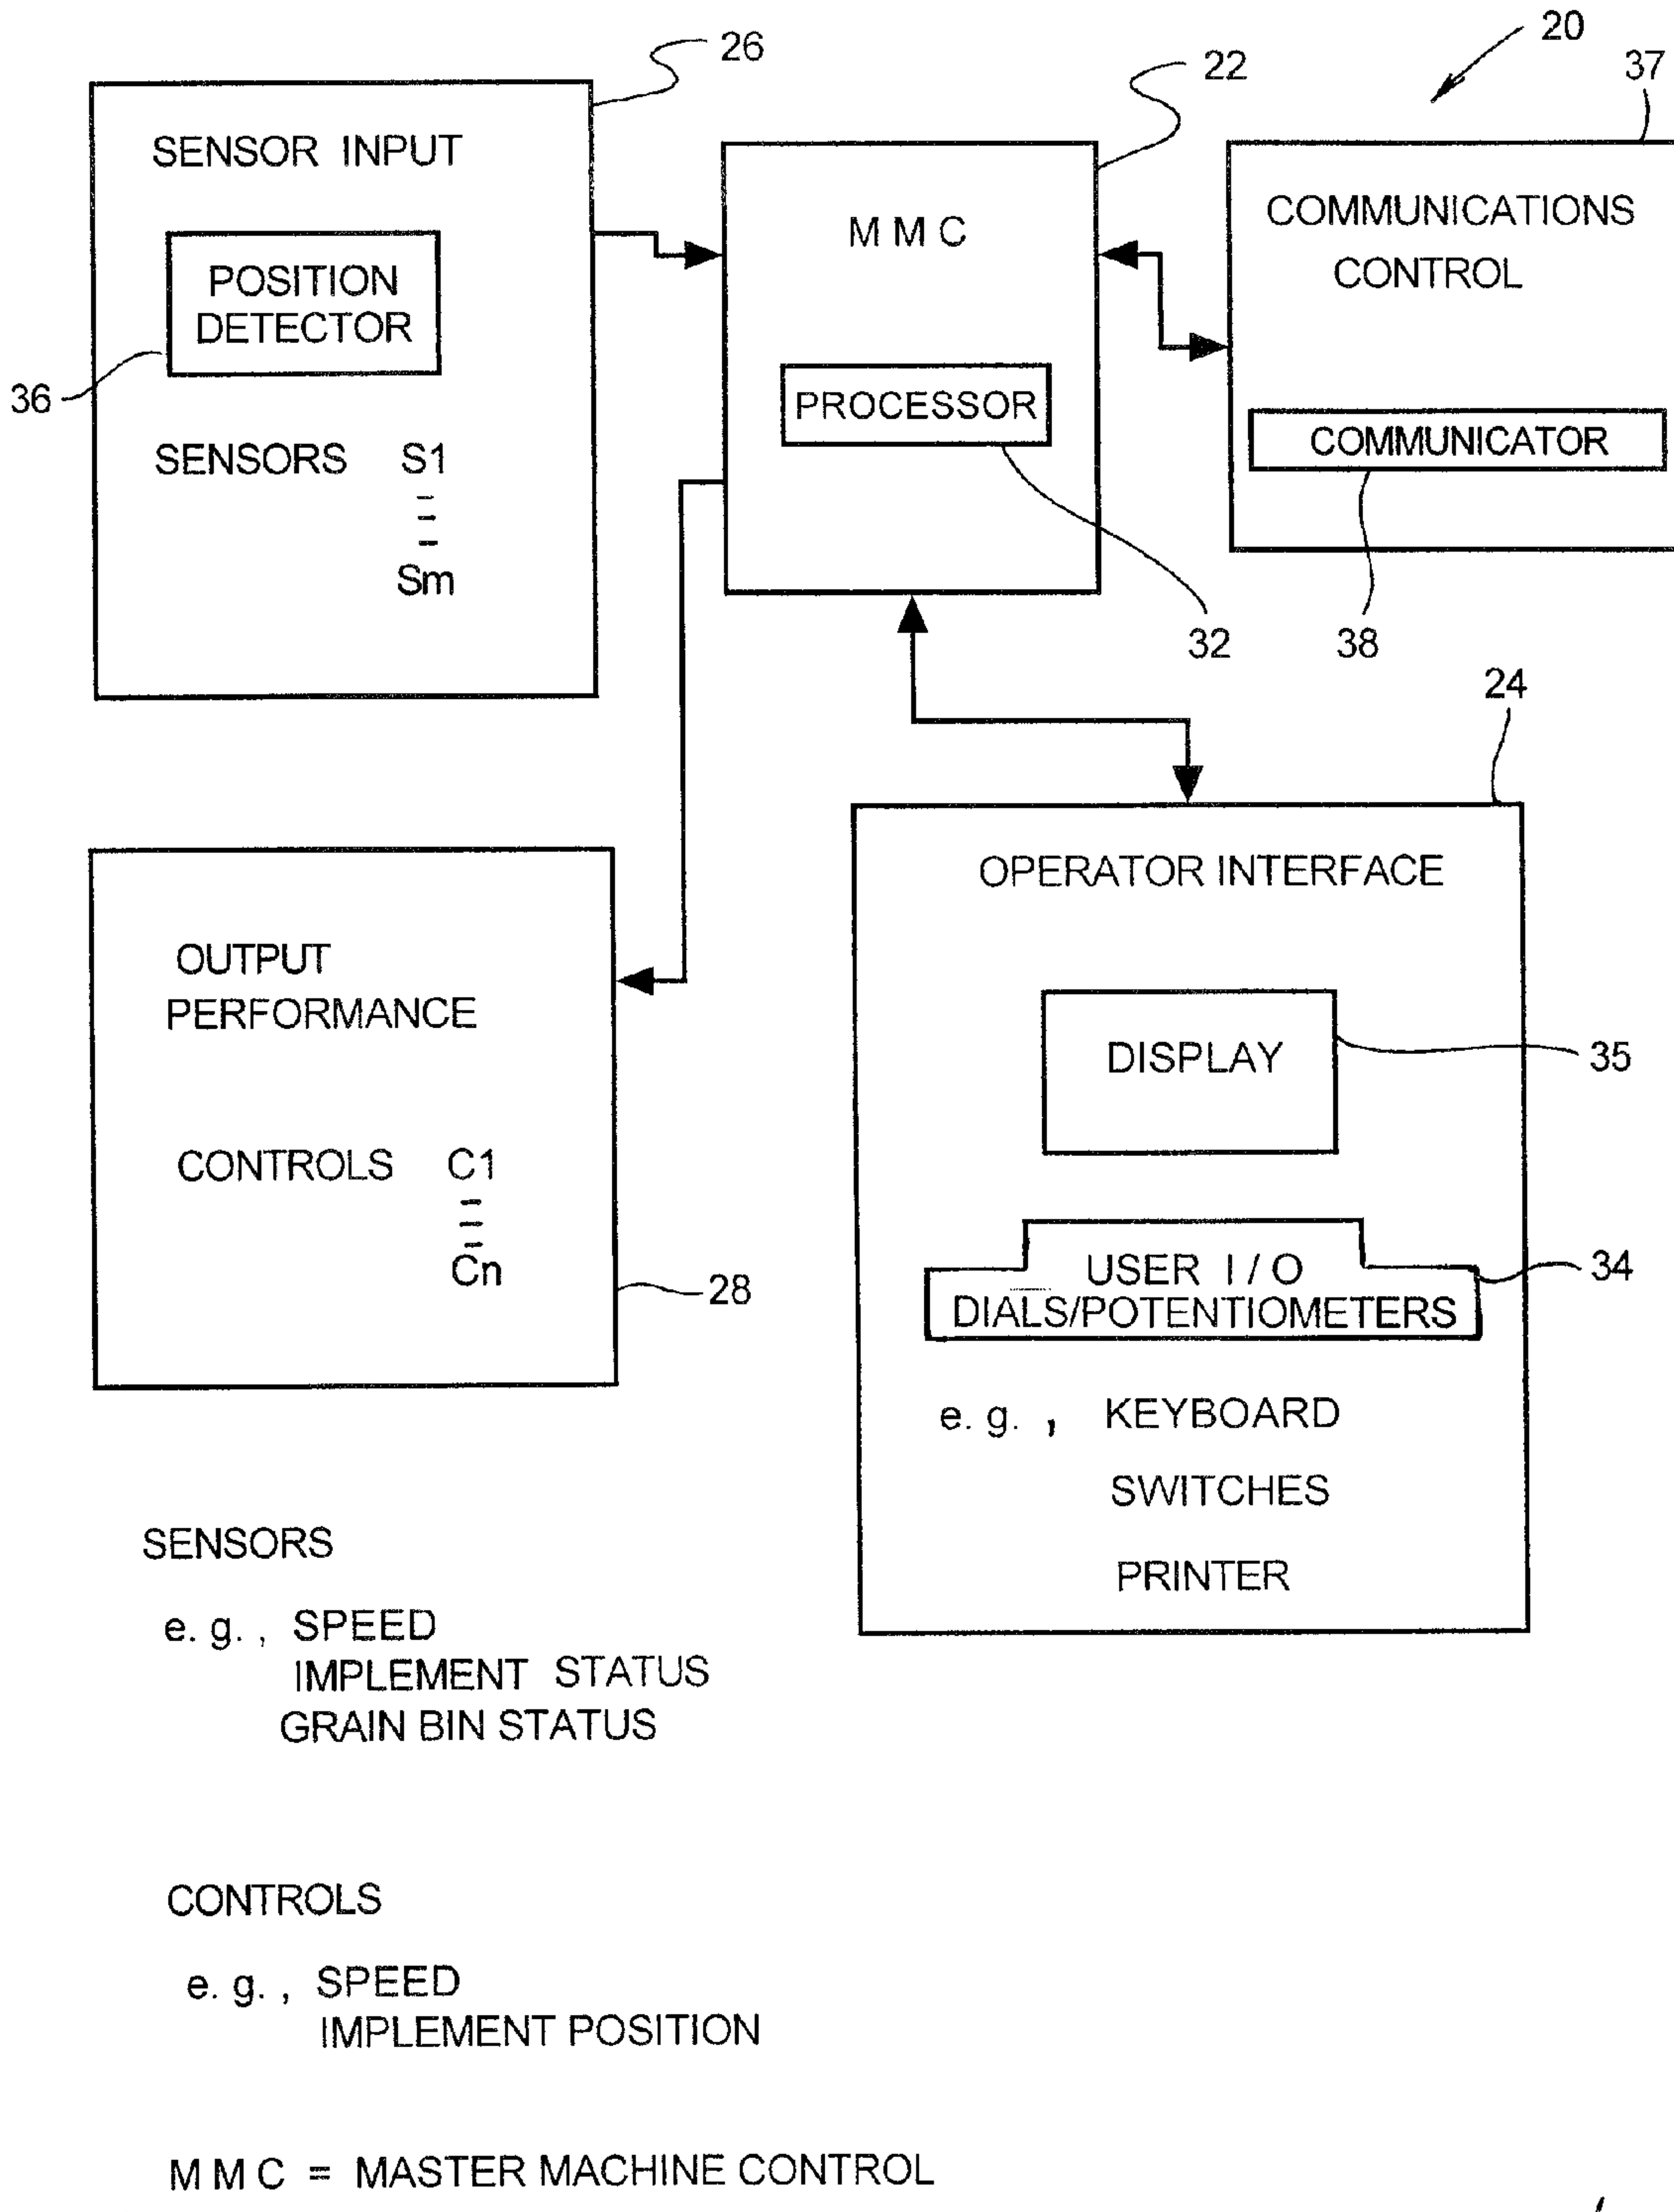 20
26
22
37
SENSOR INPUT
POSITION
DETECTOR
36
SENSORS S1
Sm
M M C
PROCESSOR
32
COMMUNICATIONS
CONTROL
COMMUNICATOR
38
24
OPERATOR INTERFACE
DISPLAY
35
USER I / O
DIALS/POTENTIOMETERS
34
e. g. , KEYBOARD
SWITCHES
PRINTER
OUTPUT
PERFORMANCE
CONTROLS C1
Cn
28
SENSORS
e. g. , SPEED
IMPLEMENT STATUS
GRAIN BIN STATUS
CONTROLS
e. g. , SPEED
IMPLEMENT POSITION
M M C = MASTER MACHINE CONTROL